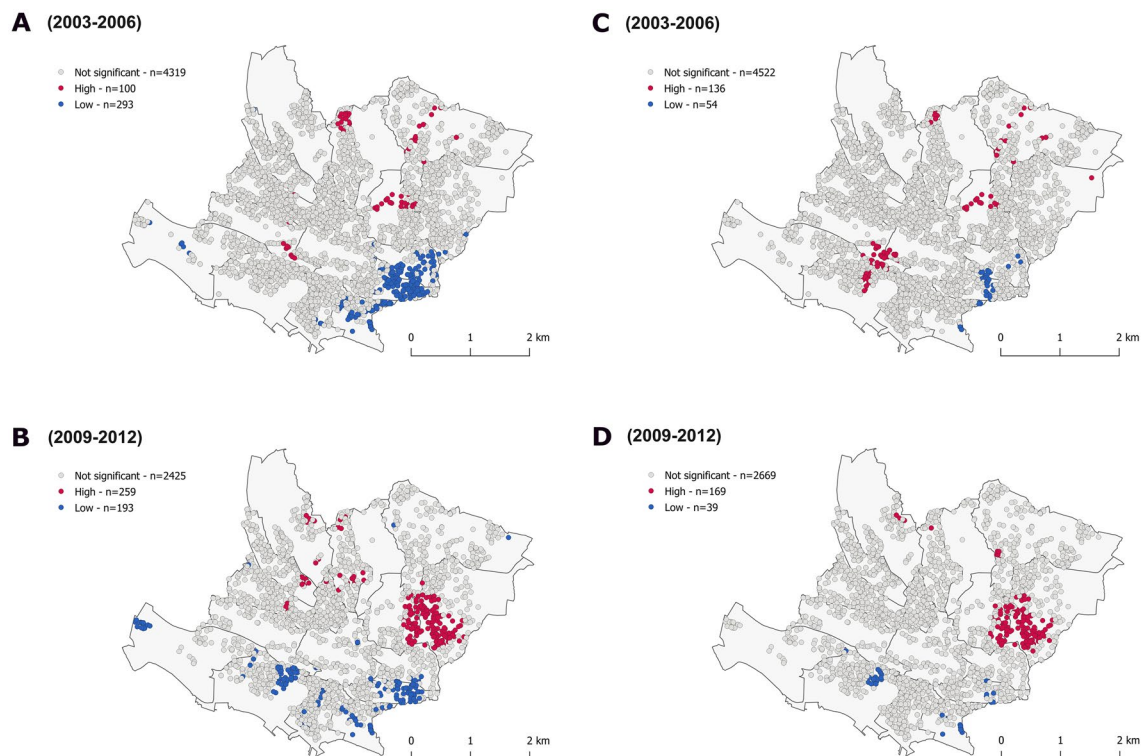 A (2003-2006)
Not significant - n=4319
High - n=100
Low - n=293
0 1 2 km
C (2003-2006)
Not significant - n=4522
High - n=136
Low - n=54
0 1 2 km
B (2009-2012)
Not significant - n=2425
High - n=259
Low - n=193
0 1 2 km
D (2009-2012)
Not significant - n=2669
High - n=169
Low - n=39
0 1 2 km